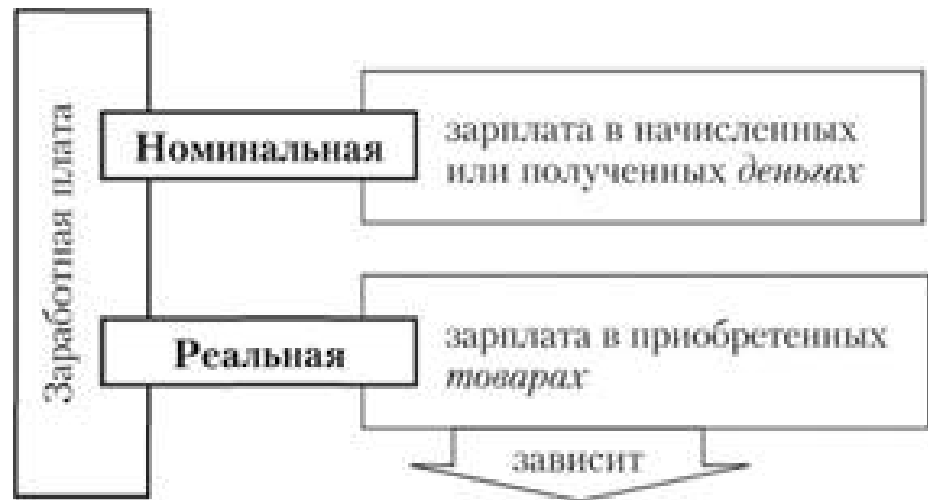 Заработная плата
Номинальная
зарплата в начисленных
или полученных деньгах
Реальная
зарплата в приобретенных
товарах
зависит